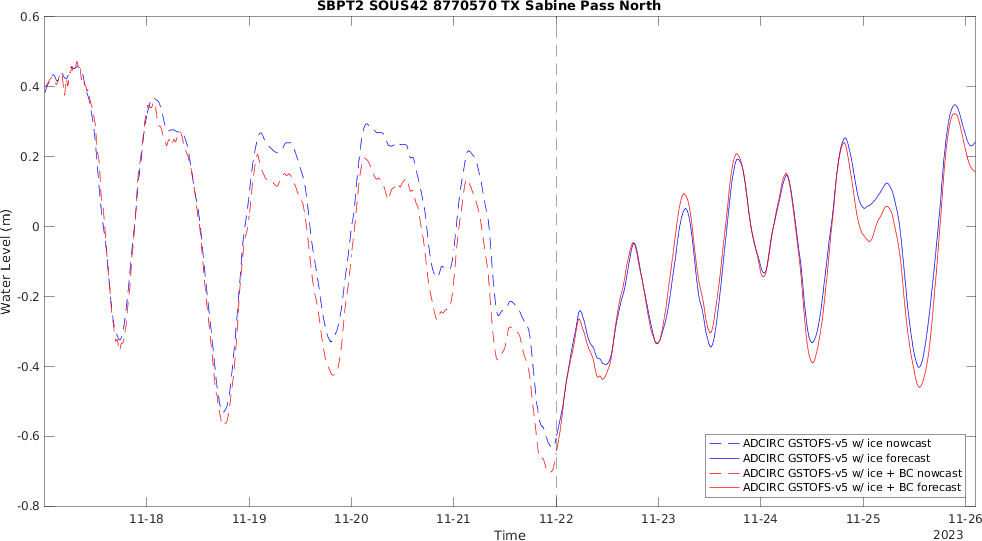 SBPT2 SOUS42 8770570 TX Sabine Pass North
Water Level (m)
0.6
0.4
0.2
0
-0.2
-0.4
-0.6
-0.8
ADCIRC GSTOFS-v5 w/ ice nowcast
ADCIRC GSTOFS-v5 w/ ice forecast
ADCIRC GSTOFS-v5 w/ ice + BC nowcast
ADCIRC GSTOFS-v5 w/ ice + BC forecast
11-18 11-19 11-20 11-21 11-22 11-23 11-24 11-25 11-26
Time
2023